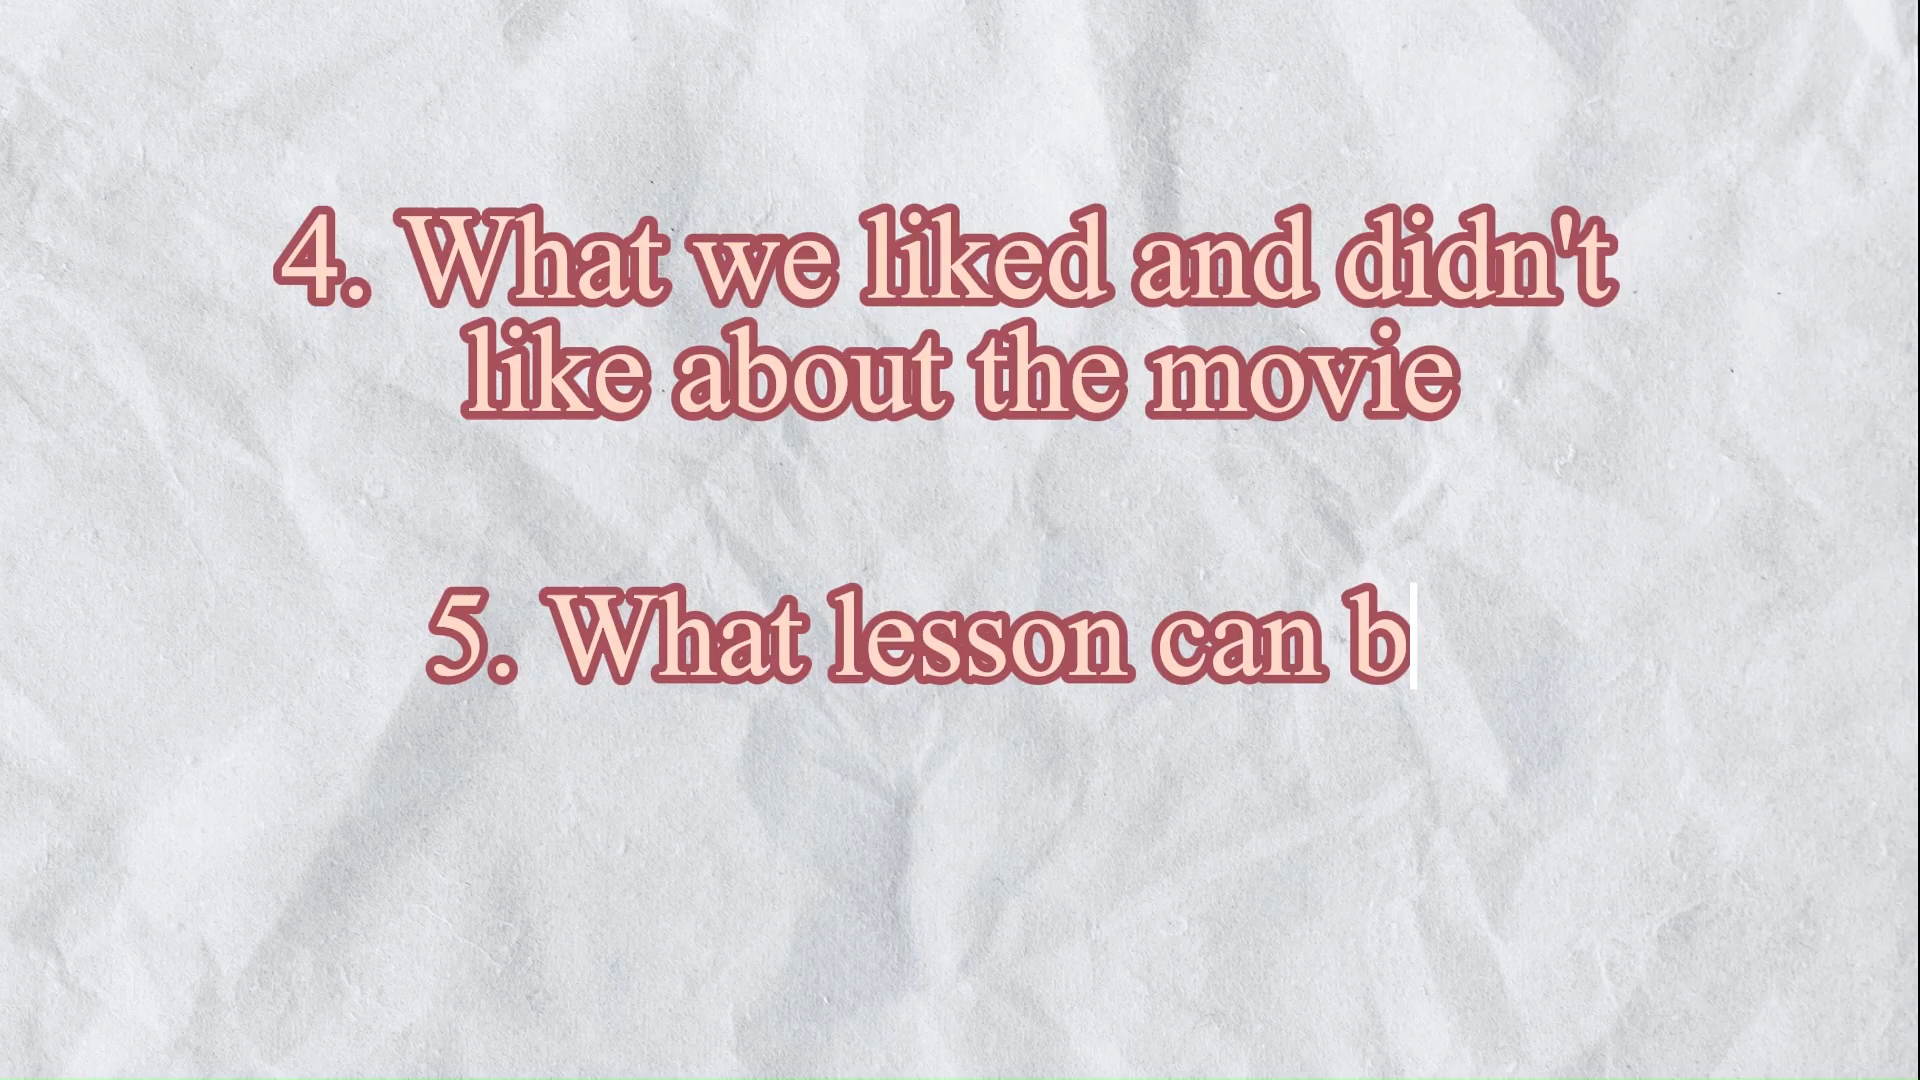 4. What we liked and didn't
like about the movie
5. What lesson can b